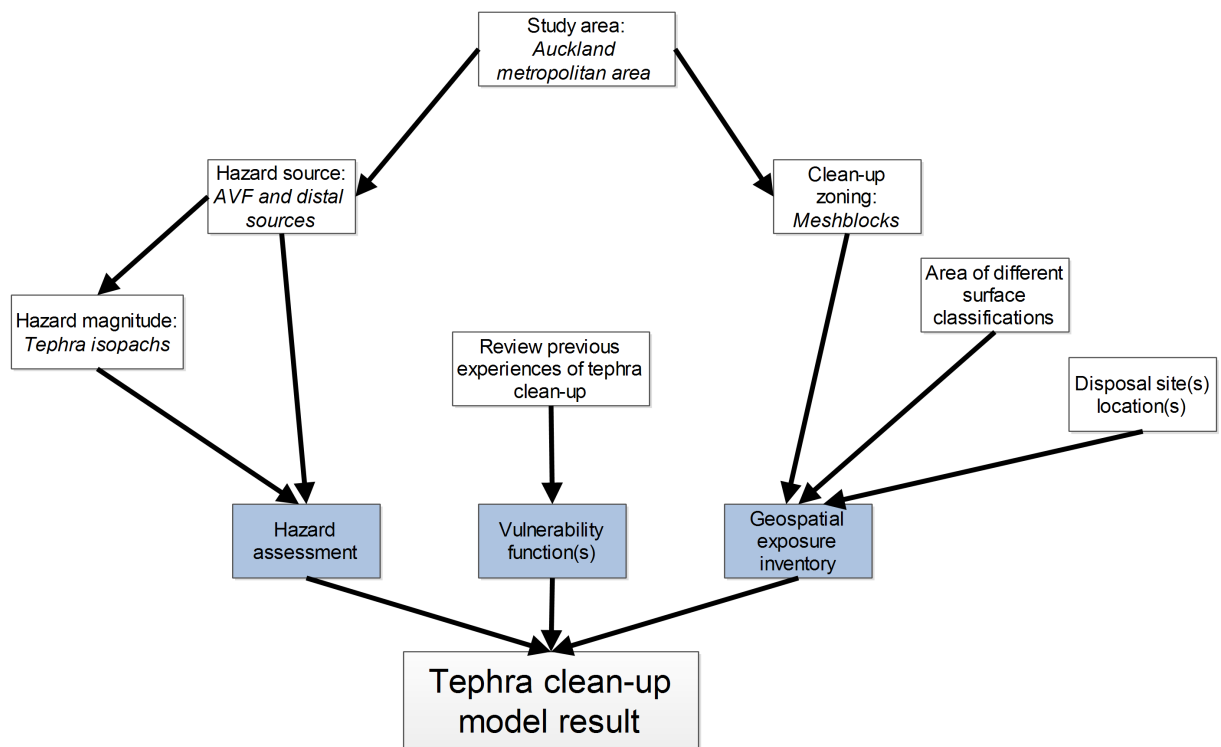 Study area:
Auckland
metropolitan area
Hazard source:
AVF and distal
sources
Clean-up
zoning:
Meshblocks
Area of different
surface
classifications
Hazard magnitude:
Tephra isopachs
Review previous
experiences of tephra
clean-up
Disposal site(s)
location(s)
Hazard
assessment
Vulnerability
function(s)
Geospatial
exposure
inventory
Tephra clean-up
model result